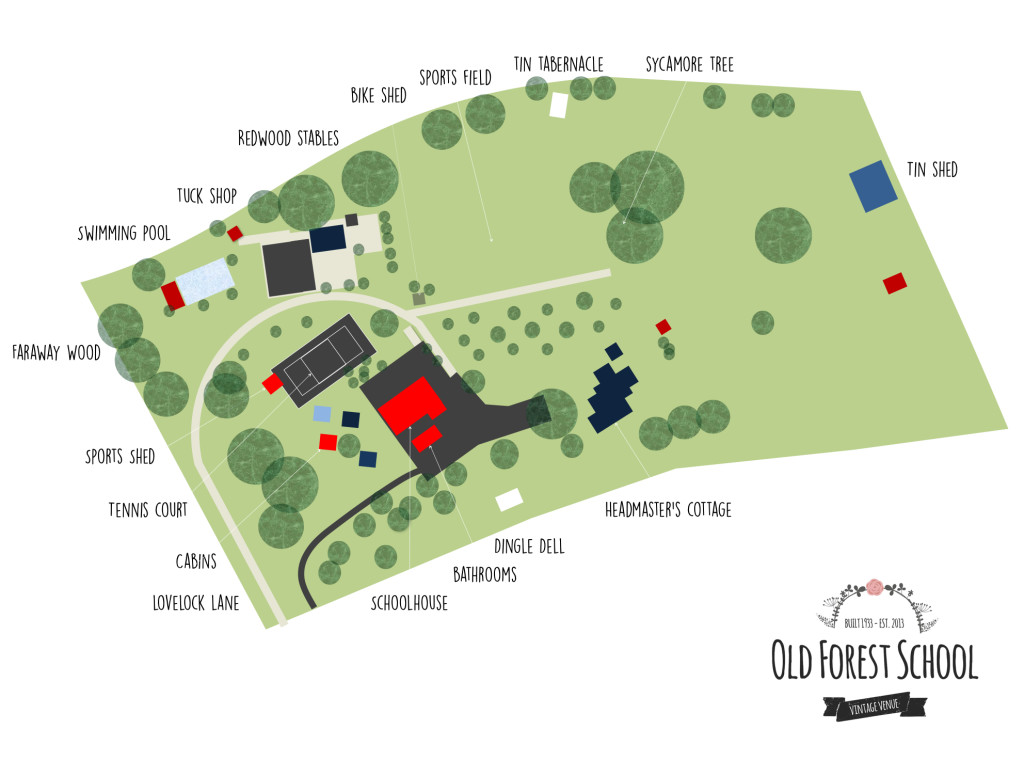 TIN TABERNACLE
SYCAMORE TREE
SPORTS FIELD
BIKE SHED
REDWOOD STABLES
TIN SHED
TUCK SHOP
SWIMMING POOL
FARAWAY WOOD
SPORTS SHED
TENNIS COURT
HEADMASTER'S COTTAGE
DINGLE DELL
CABINS
BATHROOMS
LOVELOCK LANE
SCHOOLHOUSE
BUILT 1933 - EST. 2013
OLD FOREST SCHOOL
VINTAGE VENUE